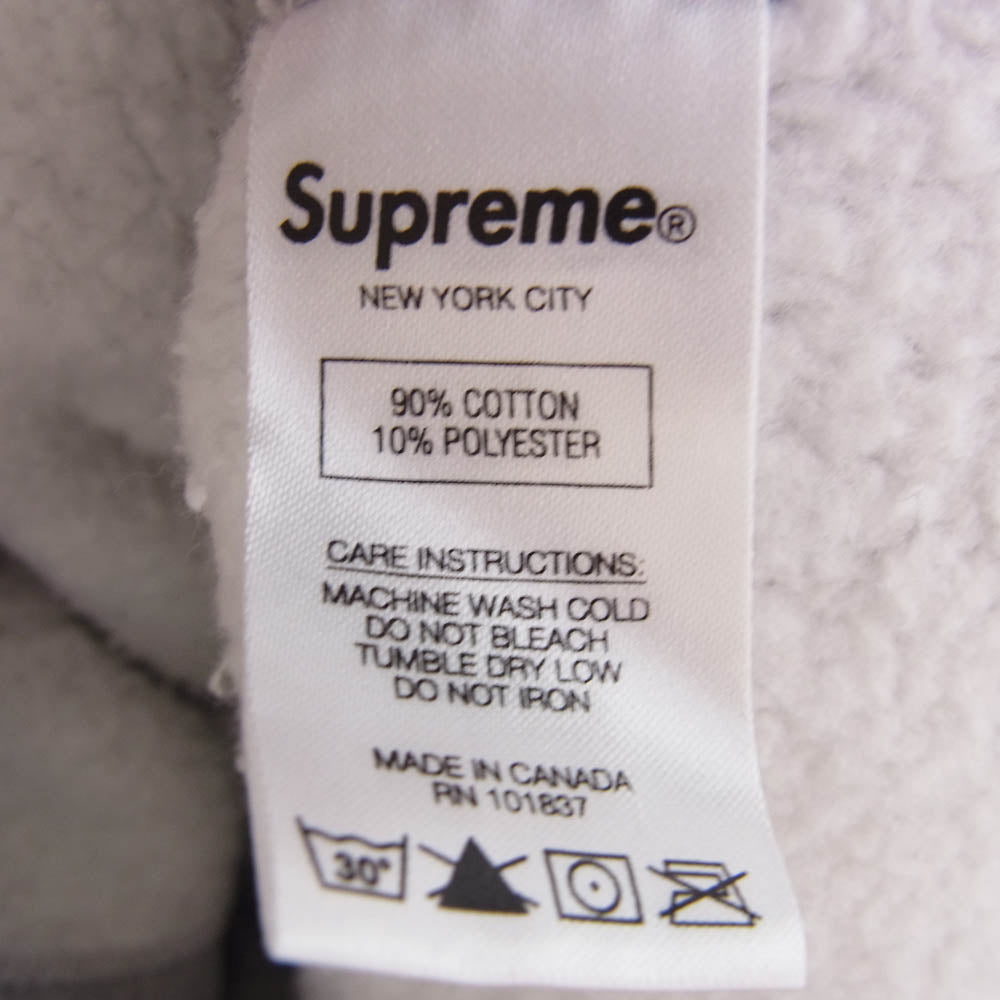 Supreme®
NEW YORK CITY
90% COTTON
10% POLYESTER
CARE INSTRUCTIONS:
MACHINE WASH COLD
DO NOT BLEACH
TUMBLE DRY LOW
DO NOT IRON
MADE IN CANADA
RN 101837
30°